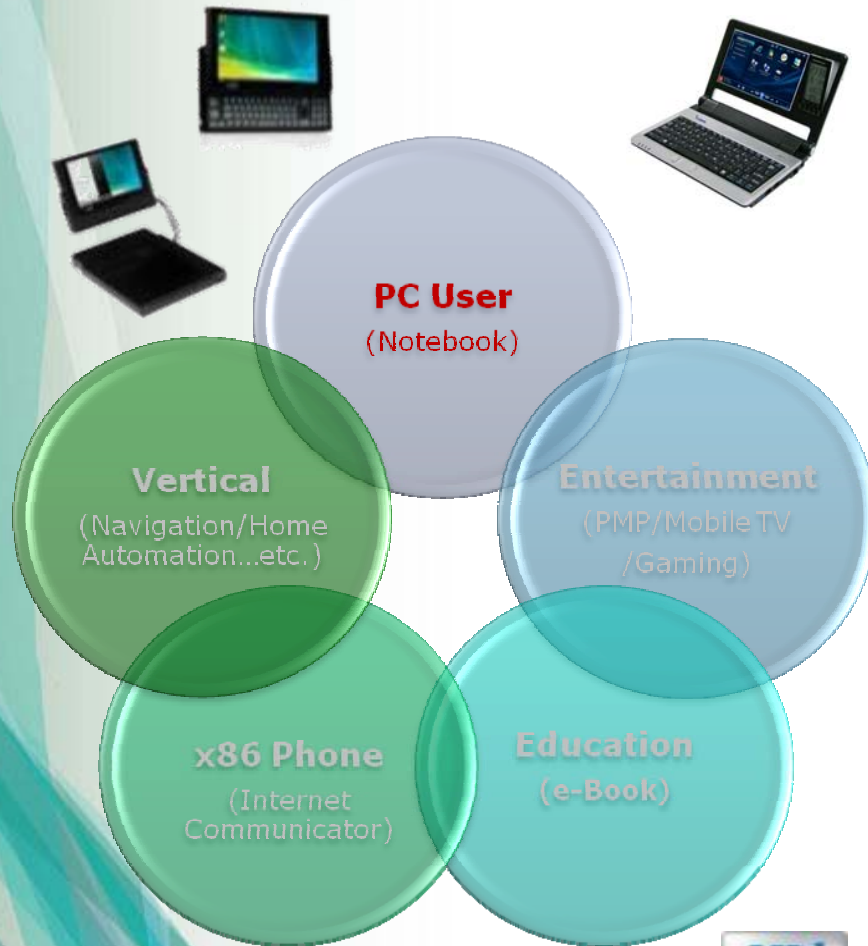 PC User
(Notebook)
Vertical
(Navigation/Home
Automation...etc.)
Entertainment
(PMP/Mobile TV
/Gaming)
x86 Phone
(Internet
Communicator)
Education
(e-Book)